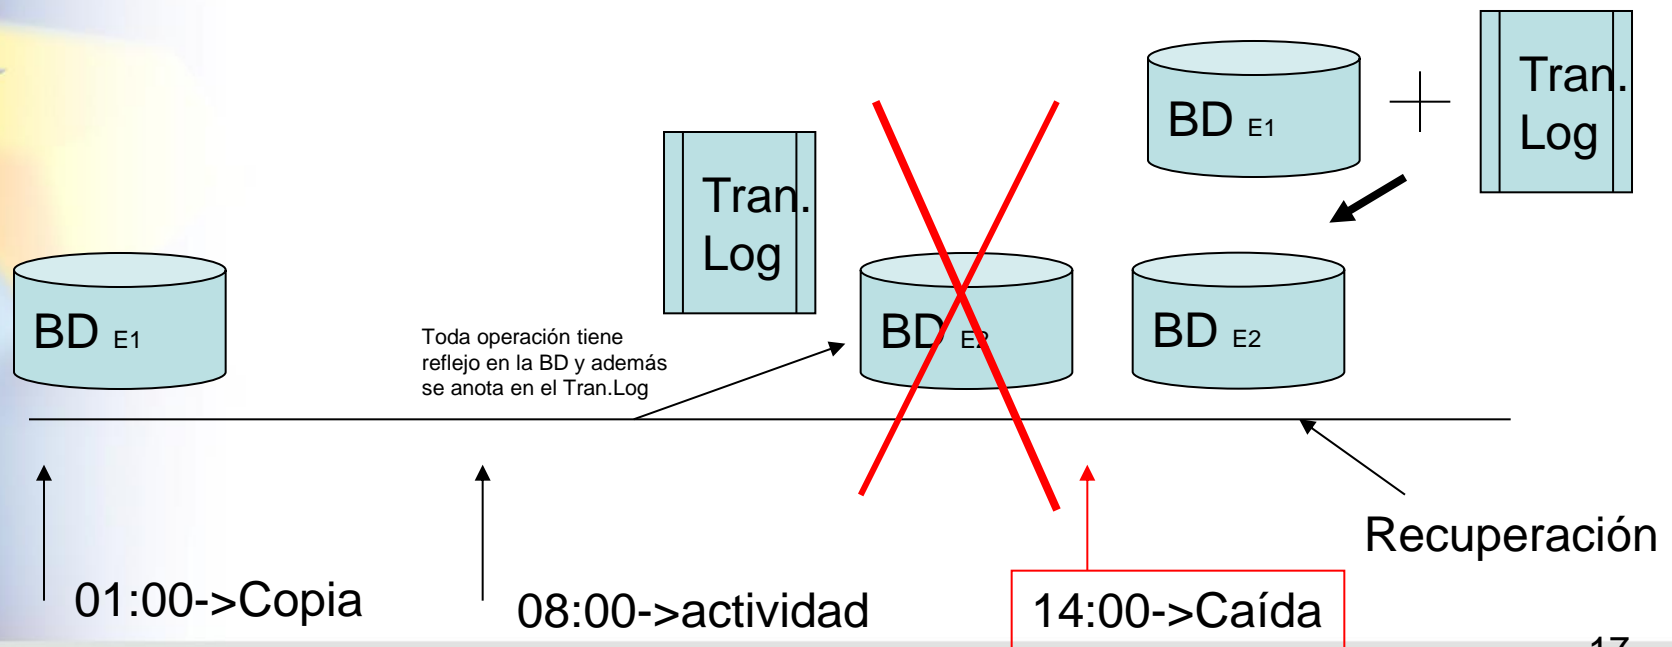 BD E1
Tran.
Log
Tran.
Log
BD E1
Toda operación tiene
reflejo en la BD y además
se anota en el Tran.Log
BD E2
BD E2
Recuperación
01:00->Copia
08:00->actividad
14:00->Caída
17